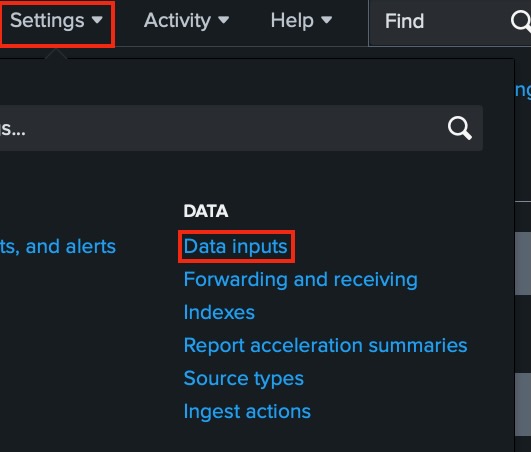 Settings Activity Help Find
s...
DATA
ts, and alerts Data inputs
Forwarding and receiving
Indexes
Report acceleration summaries
Source types
Ingest actions